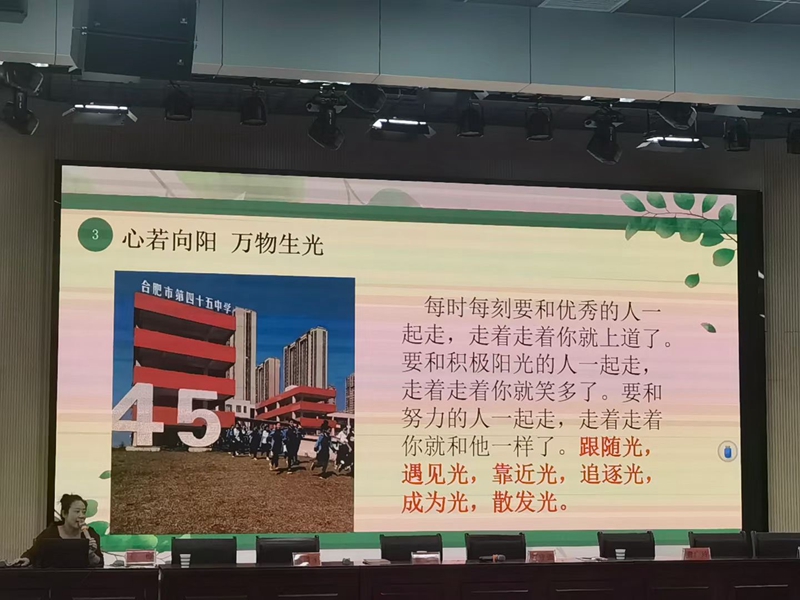 3
心若向阳 万物生光
合肥市第四十五中学
45
每时每刻要和优秀的人一
起走，走着走着你就上道了。
要和积极阳光的人一起走，
走着走着你就笑多了。要和
努力的人一起走，走着走着
你就和他一样了。跟随光，
遇见光，靠近光，追逐光，
成为光，散发光。